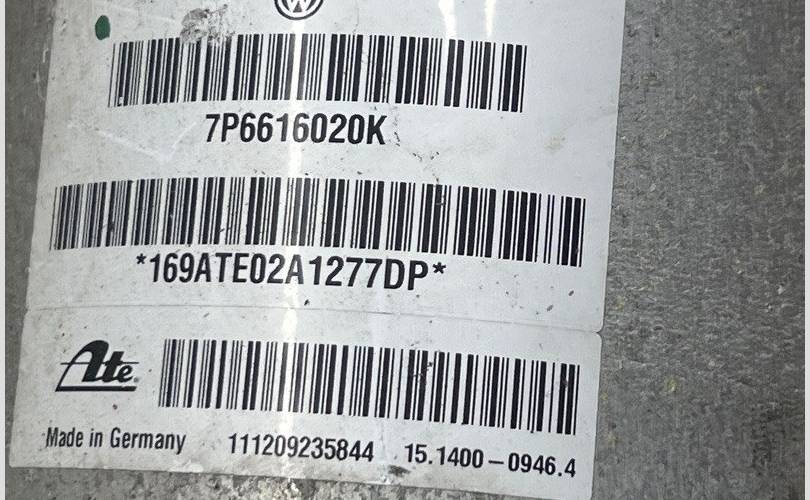 7P6616020K
*169ATE02A1277DP*
Ate
Made in Germany 111209235844 15.1400-0946.4